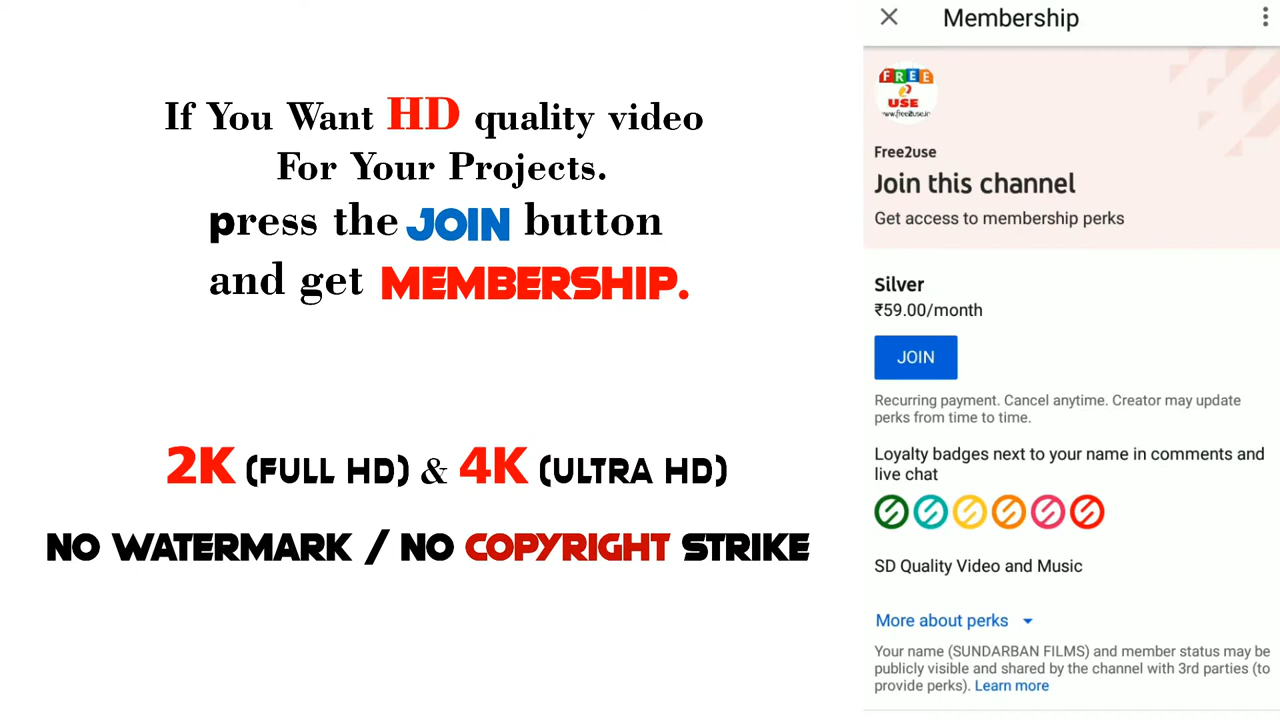 If You Want HD quality video
For Your Projects.
press the JOIN button
and get MEMBERSHIP.
2K (FULL HD) & 4K (ULTRA HD)
NO WATERMARK / NO COPYRIGHT STRIKE
Membership
FREE
2
USE
www.free2use.in
Free2use
Join this channel
Get access to membership perks
Silver
₹59.00/month
JOIN
Recurring payment. Cancel anytime. Creator may update
perks from time to time.
Loyalty badges next to your name in comments and
live chat
SD Quality Video and Music
More about perks
Your name (SUNDARBAN FILMS) and member status may be
publicly visible and shared by the channel with 3rd parties (to
provide perks). Learn more